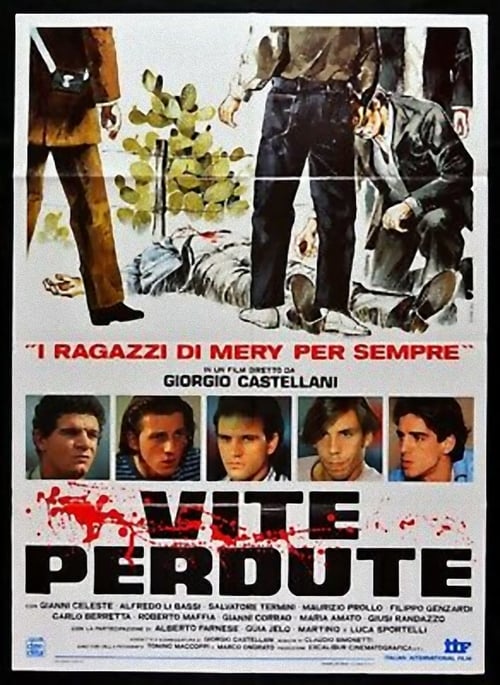 "I RAGAZZI DI MERY PER SEMPRE"
IN UN FILM DIRETTO DA
GIORGIO CASTELLANI
VITE
PERDUTE
CON GIANNI CELESTE · ALFREDO LI BASSI · SALVATORE TERMINI · MAURIZIO PROLLO · FILIPPO GENZARDI
CARLO BERRETTA · ROBERTO MAFFIA · GIANNI CORRAO · MARIA AMATO · GIUSI RANDAZZO
CON LA PARTECIPAZIONE DI ALBERTO FARNESE · GUIA JELO · MARTINO E LUCA SPORTELLI
GIORGIO CASTELLANI CLAUDIO SIMONETTI
TONINO MACCOPPI MARCO ONORATO EXCALIBUR CINEMATOGRAFICA
IIF
ITALIAN INTERNATIONAL FILM